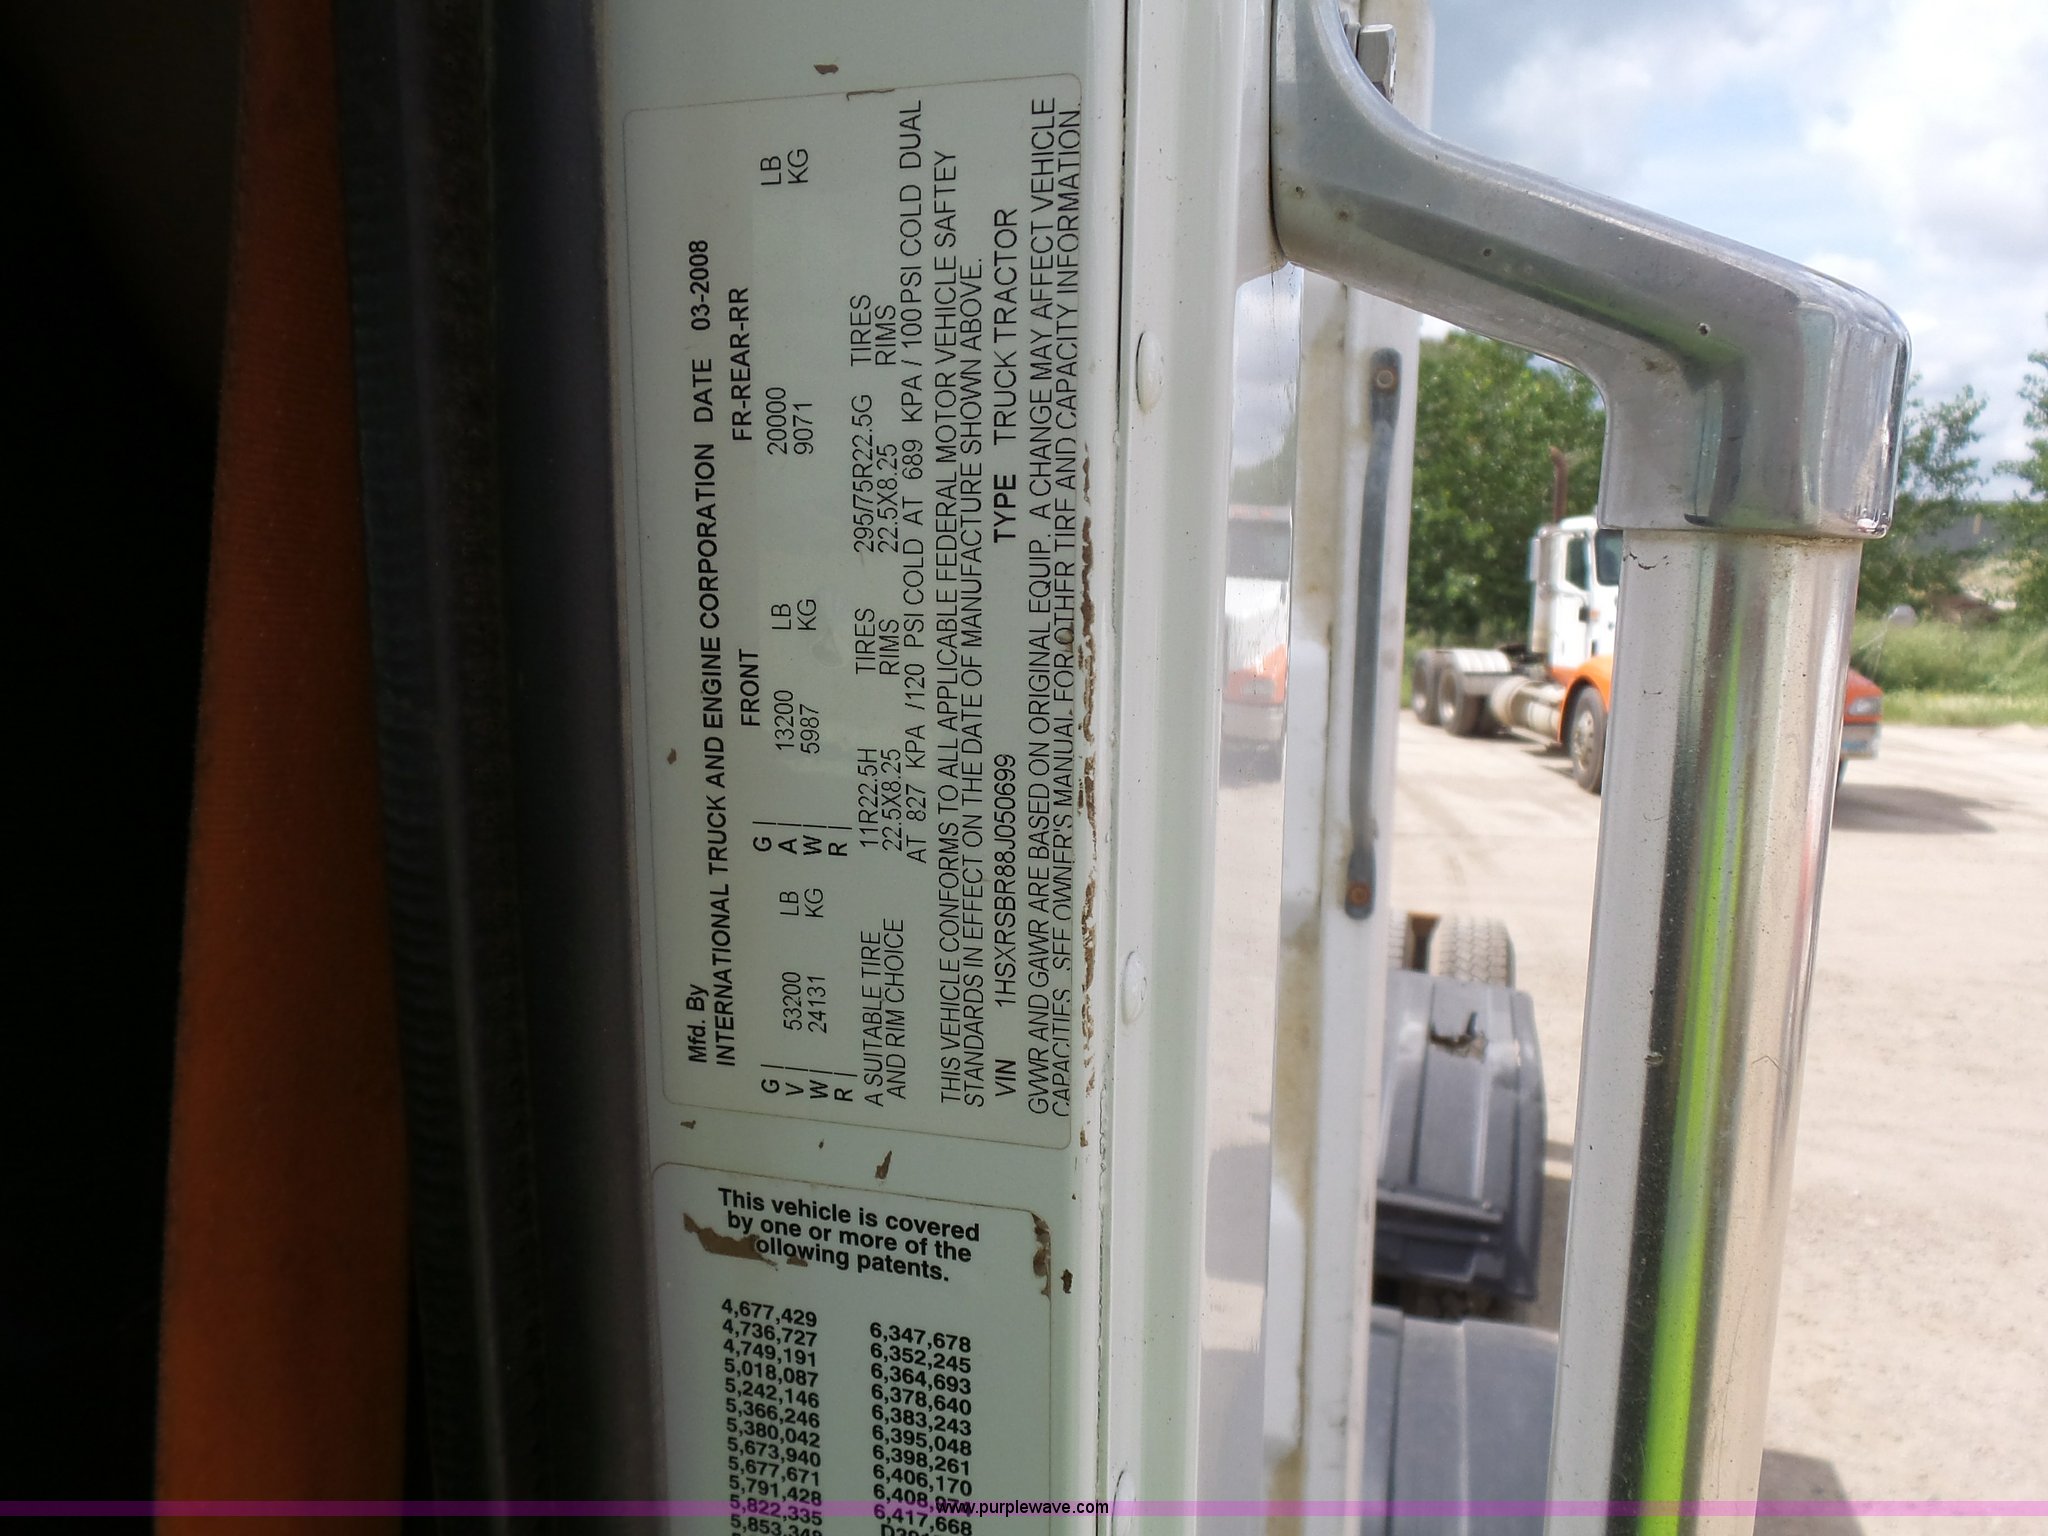 Mfd. By
INTERNATIONAL TRUCK AND ENGINE CORPORATION DATE 03-2008
FRONT FR-REAR-RR
G 53200 LB G 13200 LB 20000 LB
V 24131 KG A 5987 KG 9071 KG
W W
R R
A SUITABLE TIRE 11R22.5H TIRES 295/75R22.5G TIRES
AND RIM CHOICE 22.5X8.25 RIMS 22.5X8.25 RIMS
AT 827 KPA / 120 PSI COLD AT 689 KPA / 100 PSI COLD DUAL
THIS VEHICLE CONFORMS TO ALL APPLICABLE FEDERAL MOTOR VEHICLE SAFTEY
STANDARDS IN EFFECT ON THE DATE OF MANUFACTURE SHOWN ABOVE.
VIN 1HSXRSBR88J050699 TYPE TRUCK TRACTOR
GVWR AND GAWR ARE BASED ON ORIGINAL EQUIP. A CHANGE MAY AFFECT VEHICLE
CAPACITIES. SEE OWNER'S MANUAL FOR OTHER TIRE AND CAPACITY INFORMATION.
This vehicle is covered
by one or more of the
ollowing patents.
4,677,429
4,736,727
4,749,191
5,018,087
5,242,146
5,366,246
5,380,042
5,673,940
5,677,671
5,791,428
5,822,335
6,347,678
6,352,245
6,364,693
6,378,640
6,383,243
6,395,048
6,398,261
6,406,170
6,417,668
www.purplewave.com